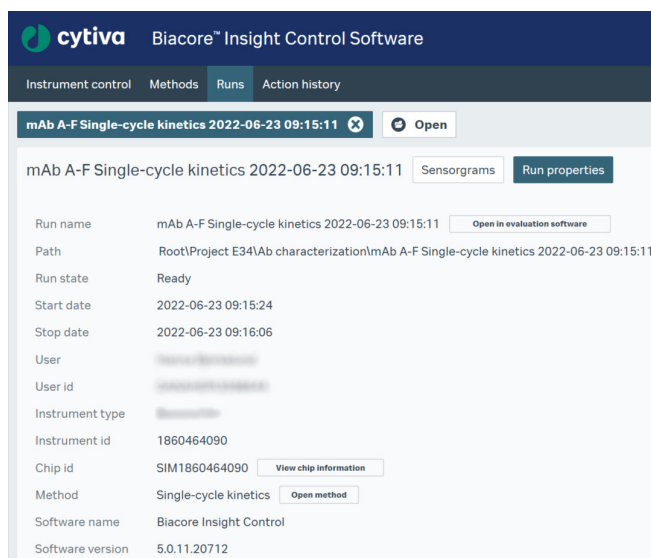 cytiva Biacore™ Insight Control Software
Instrument control Methods Runs Action history
mAb A-F Single-cycle kinetics 2022-06-23 09:15:11 Open
mAb A-F Single-cycle kinetics 2022-06-23 09:15:11 Sensorgrams Run properties
Run name mAb A-F Single-cycle kinetics 2022-06-23 09:15:11 Open in evaluation software
Path Root\Project E34\Ab characterization\mAb A-F Single-cycle kinetics 2022-06-23 09:15:11
Run state Ready
Start date 2022-06-23 09:15:24
Stop date 2022-06-23 09:16:06
User
User id
Instrument type
Instrument id 1860464090
Chip id SIM1860464090 View chip information
Method Single-cycle kinetics Open method
Software name Biacore Insight Control
Software version 5.0.11.20712